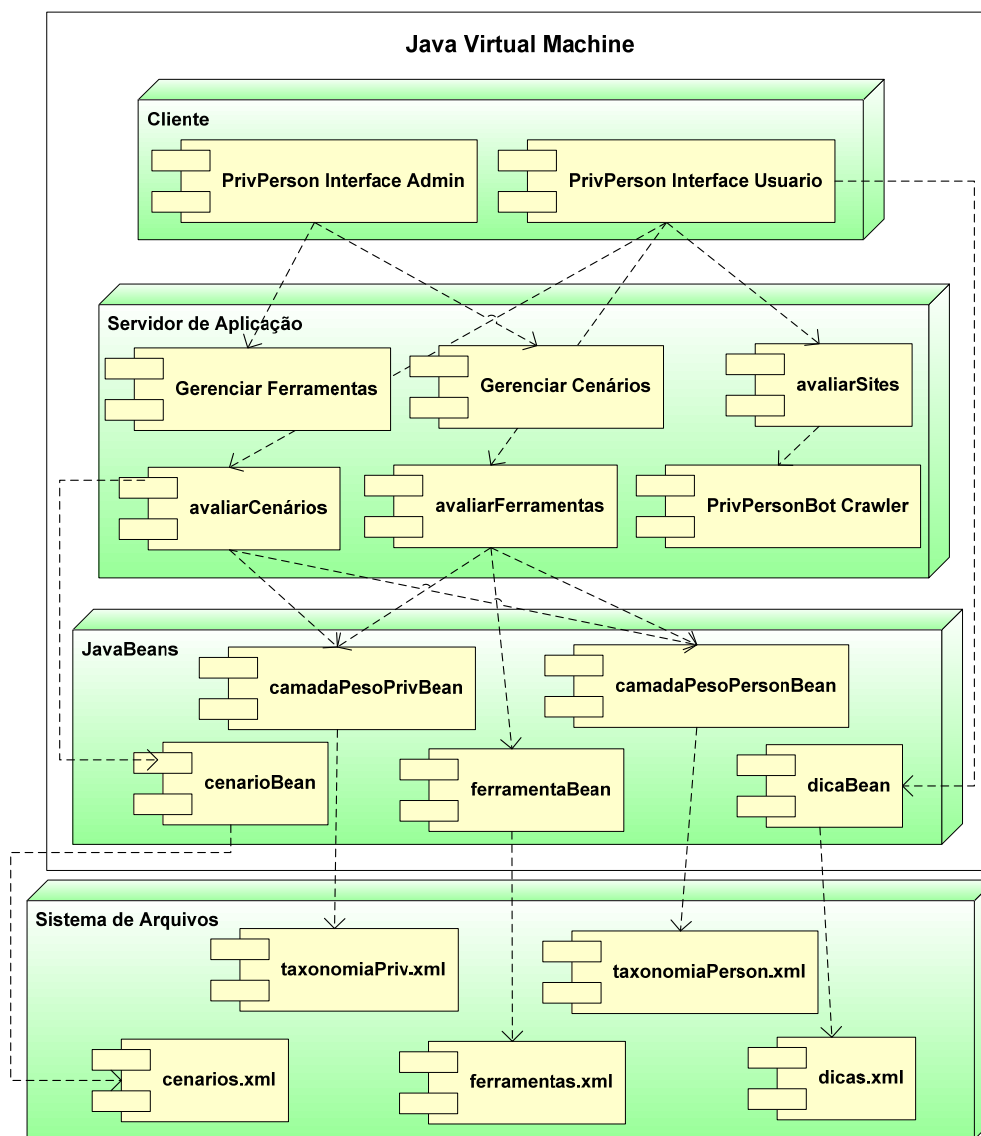 Java Virtual Machine
Cliente
PrivPerson Interface Admin
PrivPerson Interface Usuario
Servidor de Aplicação
Gerenciar Ferramentas
Gerenciar Cenários
avaliarSites
avaliarCenários
avaliarFerramentas
PrivPersonBot Crawler
JavaBeans
camadaPesoPrivBean
camadaPesoPersonBean
cenarioBean
ferramentaBean
dicaBean
Sistema de Arquivos
taxonomiaPriv.xml
taxonomiaPerson.xml
cenarios.xml
ferramentas.xml
dicas.xml